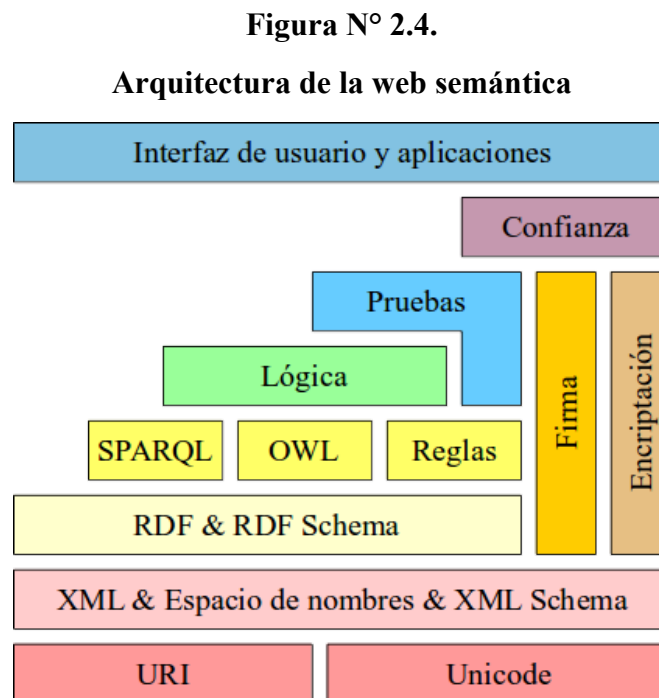 Figura N° 2.4.
Arquitectura de la web semántica
Interfaz de usuario y aplicaciones
Confianza
Pruebas
Lógica
SPARQL
OWL
Reglas
Firma
Encriptación
RDF & RDF Schema
XML & Espacio de nombres & XML Schema
URI
Unicode